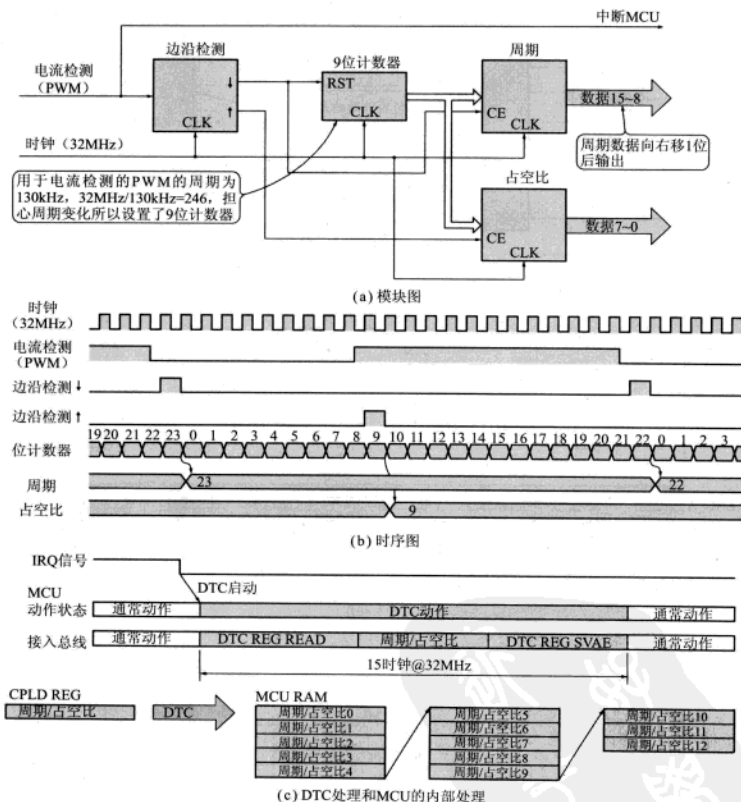 中断MCU
边沿检测
9位计数器
周期
电流检测
（PWM）
↓
↑
CLK
RST
CLK
CE
CLK
数据15~8
时钟（32MHz）
周期数据向右移1位
后输出
用于电流检测的PWM的周期为
130kHz，32MHz/130kHz=246，担
心周期变化所以设置了9位计数器
占空比
CE
CLK
数据7~0
(a) 模块图
时钟
（32MHz）
电流检测
（PWM）
边沿检测↓
边沿检测↑
19 20 21 22 23 0 1 2 3 4 5 6 7 8 9 10 11 12 13 14 15 16 17 18 19 20 21 22 0 1 2 3
位计数器
周期 23 22
占空比 9
(b) 时序图
IRQ信号
DTC启动
MCU
动作状态 通常动作 DTC动作 通常动作
接入总线 通常动作 DTC REG READ 周期/占空比 DTC REG SVAE 通常动作
15时钟@32MHz
CPLD REG
周期/占空比
DTC
MCU RAM
周期/占空比0
周期/占空比1
周期/占空比2
周期/占空比3
周期/占空比4
周期/占空比5
周期/占空比6
周期/占空比7
周期/占空比8
周期/占空比9
周期/占空比10
周期/占空比11
周期/占空比12
(c) DTC处理和MCU的内部处理